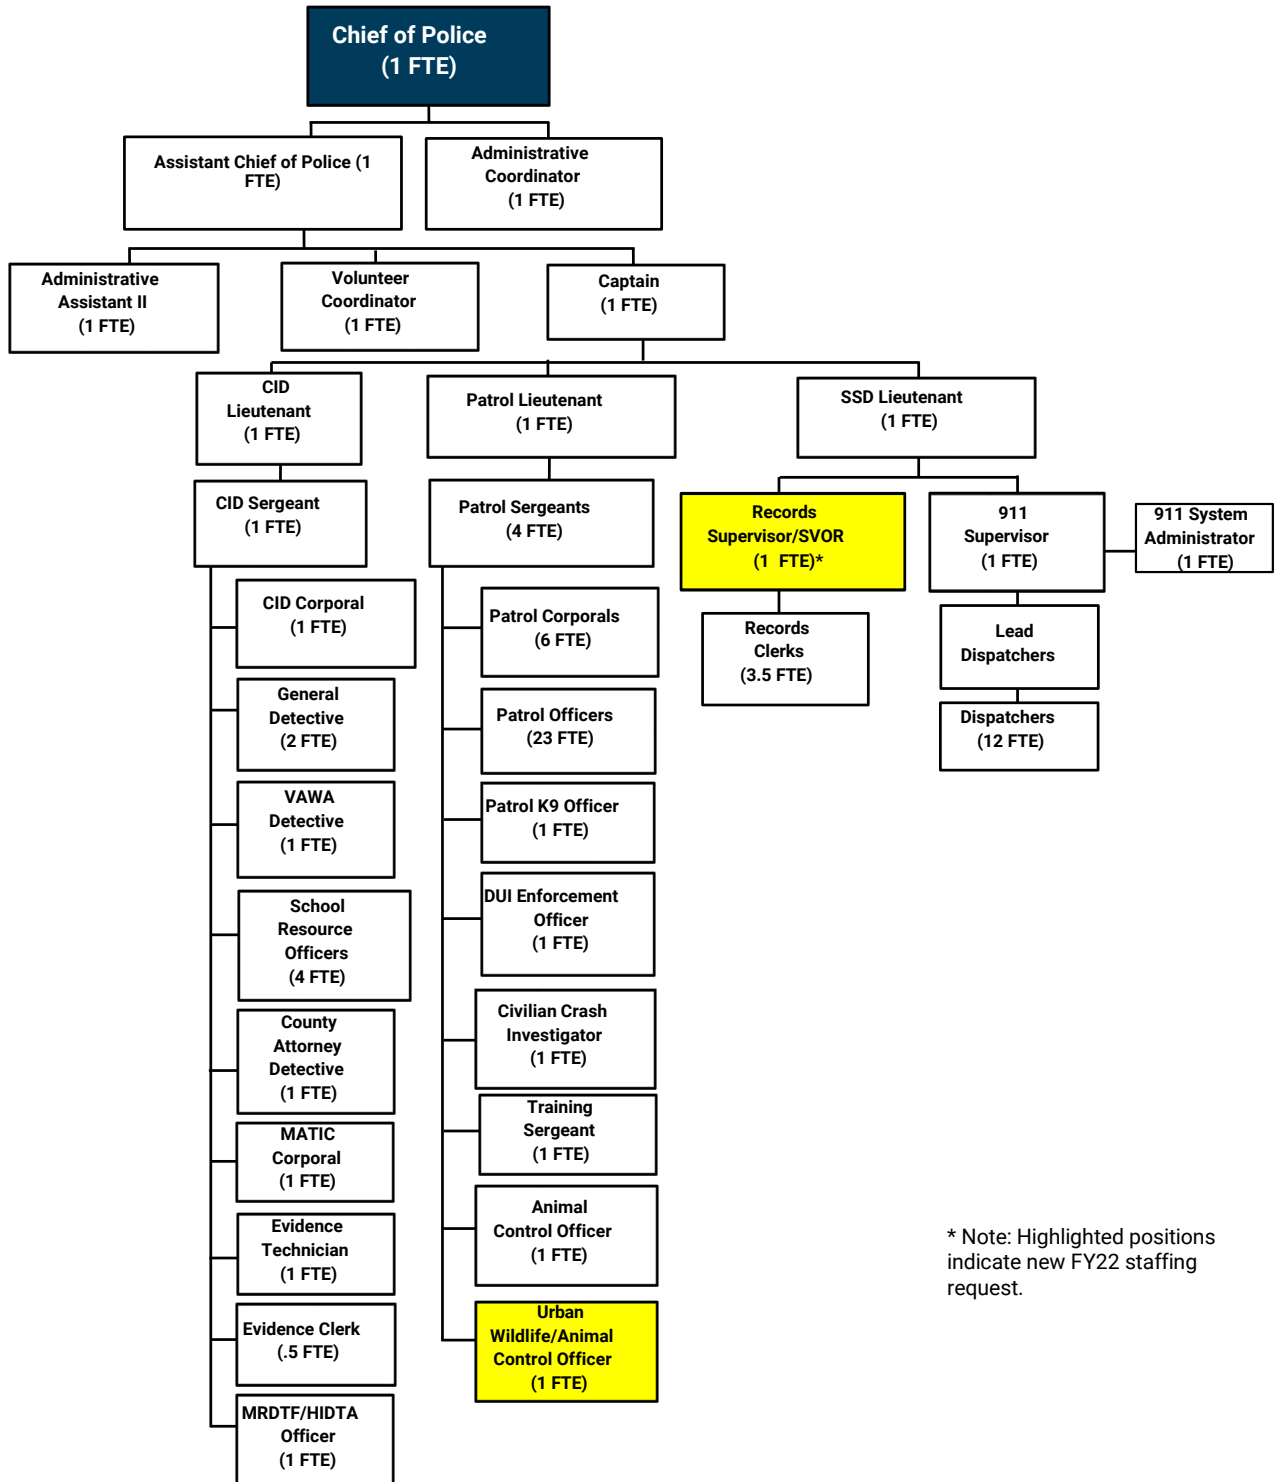 Chief of Police
(1 FTE)
Assistant Chief of Police (1
FTE)
Administrative
Coordinator
(1 FTE)
Administrative
Assistant II
(1 FTE)
Volunteer
Coordinator
(1 FTE)
Captain
(1 FTE)
CID
Lieutenant
(1 FTE)
Patrol Lieutenant
(1 FTE)
SSD Lieutenant
(1 FTE)
CID Sergeant
(1 FTE)
Patrol Sergeants
(4 FTE)
Records
Supervisor/SVOR
(1 FTE)*
911
Supervisor
(1 FTE)
911 System
Administrator
(1 FTE)
CID Corporal
(1 FTE)
General
Detective
(2 FTE)
VAWA
Detective
(1 FTE)
School
Resource
Officers
(4 FTE)
County
Attorney
Detective
(1 FTE)
MATIC
Corporal
(1 FTE)
Evidence
Technician
(1 FTE)
Evidence Clerk
(.5 FTE)
MRDTF/HIDTA
Officer
(1 FTE)
Patrol Corporals
(6 FTE)
Patrol Officers
(23 FTE)
Patrol K9 Officer
(1 FTE)
DUI Enforcement
Officer
(1 FTE)
Civilian Crash
Investigator
(1 FTE)
Training
Sergeant
(1 FTE)
Animal
Control Officer
(1 FTE)
Urban
Wildlife/Animal
Control Officer
(1 FTE)
Records
Clerks
(3.5 FTE)
Lead
Dispatchers
Dispatchers
(12 FTE)
* Note: Highlighted positions
indicate new FY22 staffing
request.